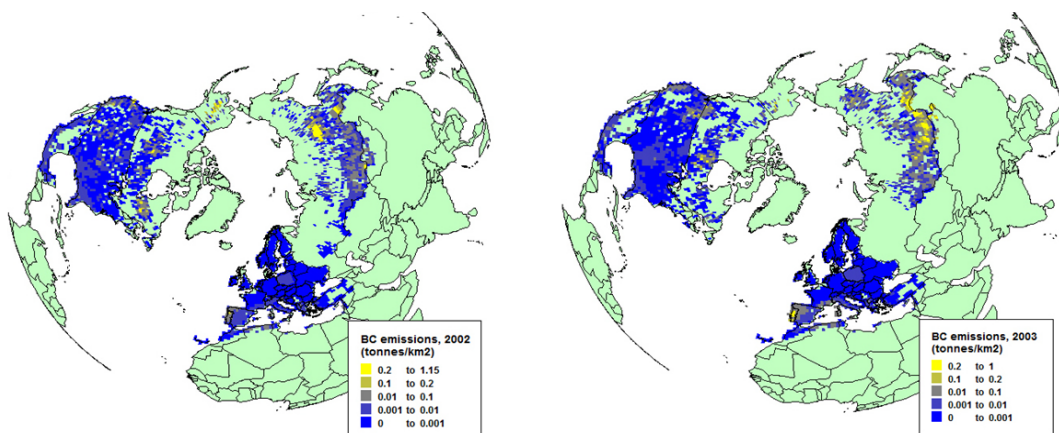 BC emissions, 2002
(tonnes/km2)
0.2 to 1.15
0.1 to 0.2
0.01 to 0.1
0.001 to 0.01
0 to 0.001
BC emissions, 2003
(tonnes/km2)
0.2 to 1
0.1 to 0.2
0.01 to 0.1
0.001 to 0.01
0 to 0.001